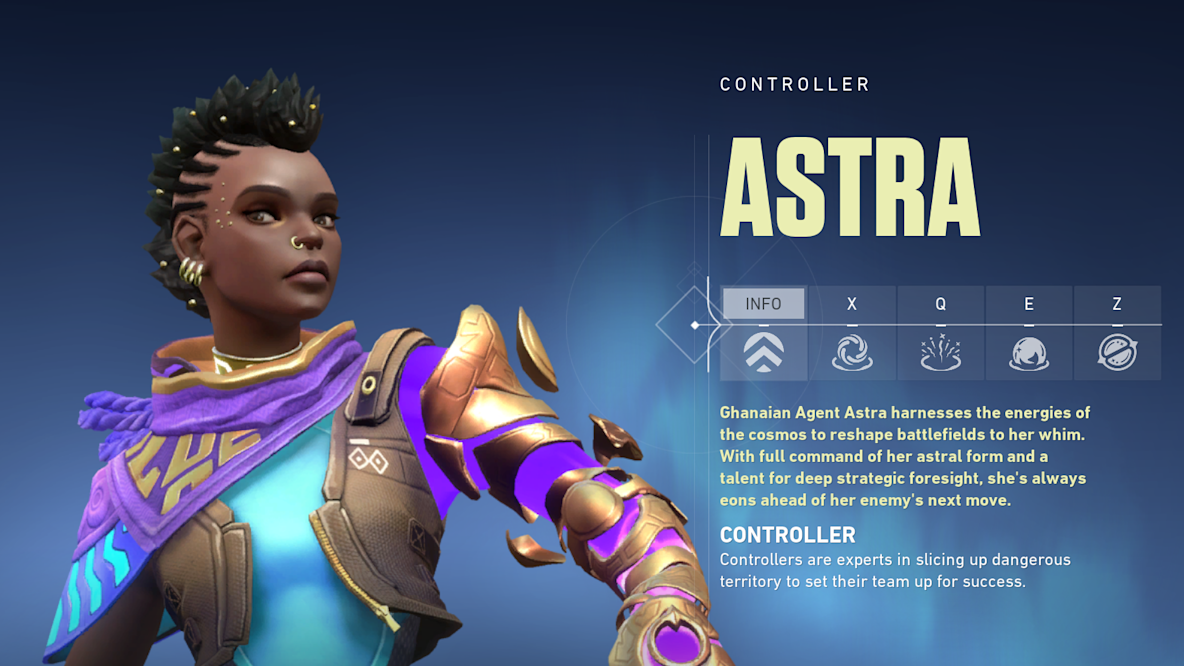 CONTROLLER
ASTRA
INFO X Q E Z
Ghanaian Agent Astra harnesses the energies of
the cosmos to reshape battlefields to her whim.
With full command of her astral form and a
talent for deep strategic foresight, she's always
eons ahead of her enemy's next move.
CONTROLLER
Controllers are experts in slicing up dangerous
territory to set their team up for success.